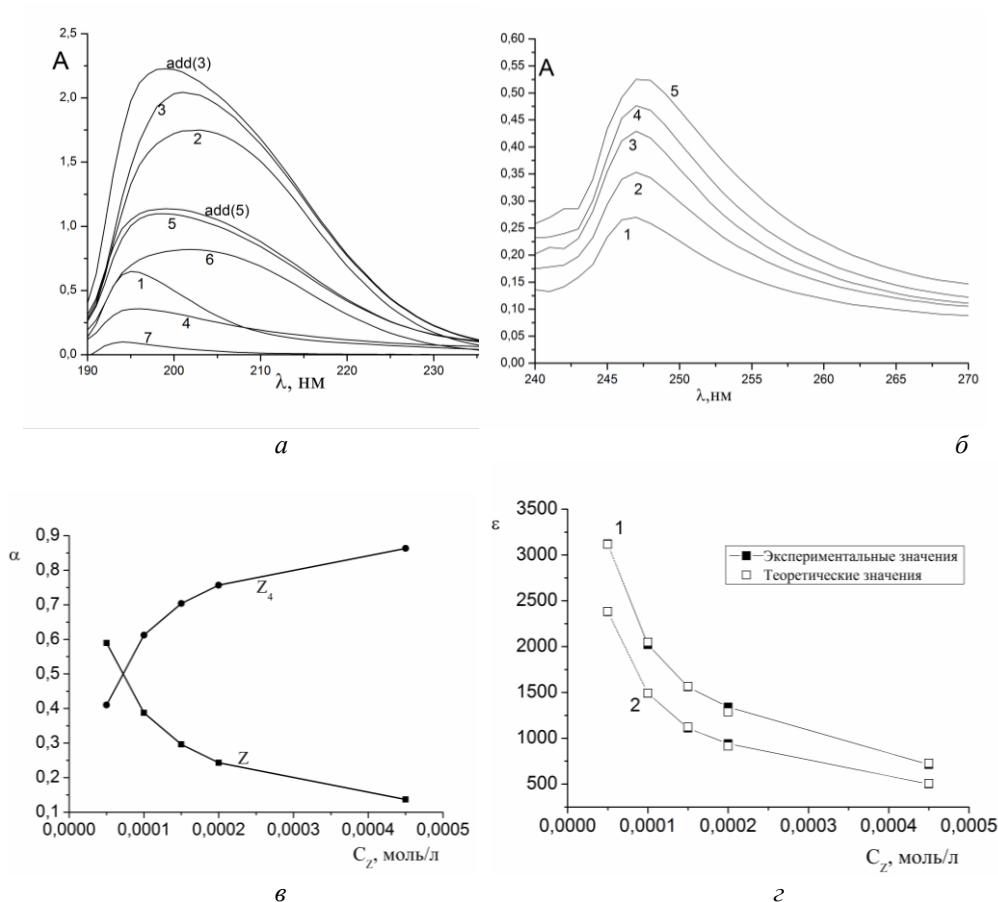 A
2,5
2,0
1,5
1,0
0,5
0,0
add(3)
3
2
add(5)
5
6
1
4
7
190 200 210 220 230
λ, нм
а
A
0,60
0,55
0,50
0,45
0,40
0,35
0,30
0,25
0,20
0,15
0,10
0,05
0,00
5
4
3
2
1
240 245 250 255 260 265 270
λ,нм
б
α
0,9
0,8
0,7
0,6
0,5
0,4
0,3
0,2
0,1
Z₄
Z
0,0000 0,0001 0,0002 0,0003 0,0004 0,0005
C_Z, моль/л
в
ε
3500
3000
2500
2000
1500
1000
500
1
2
Экспериментальные значения
Теоретические значения
0,0000 0,0001 0,0002 0,0003 0,0004 0,0005
C_Z, моль/л
г